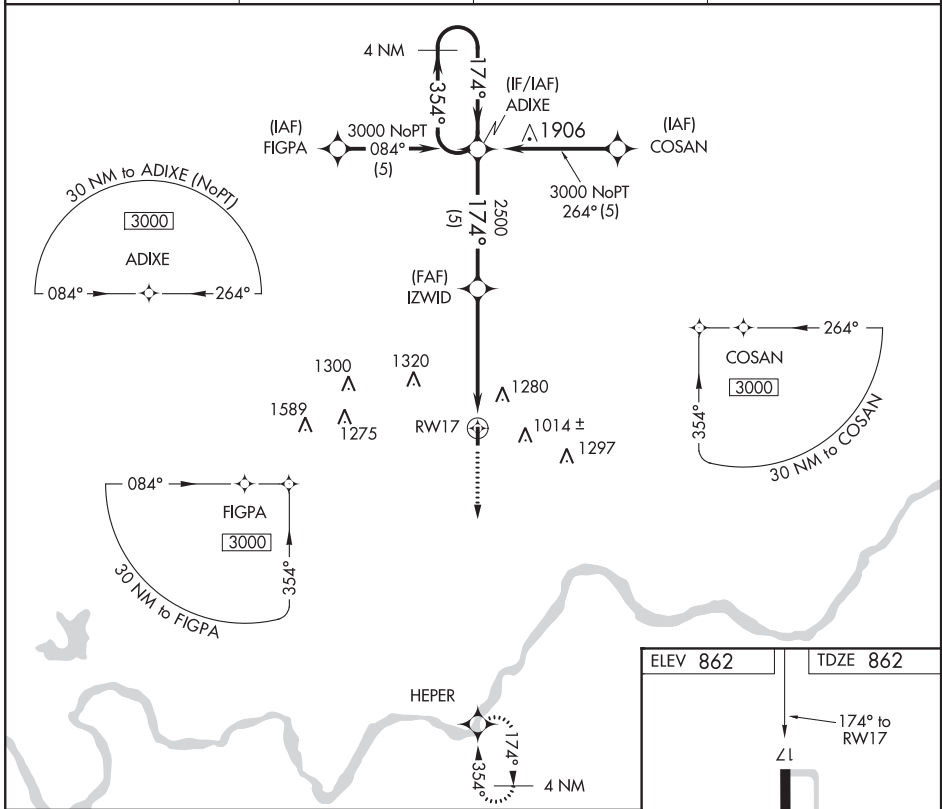 4 NM
354°
174°
(IF/IAF)
ADIXE
(IAF)
FIGPA
3000 NoPT
084°
(5)
1906
(IAF)
COSAN
3000 NoPT
264° (5)
30 NM to ADIXE (NoPT)
3000
ADIXE
084°
264°
2500
174°
(5)
(FAF)
IZWID
264°
COSAN
3000
354°
30 NM to COSAN
1300
1320
1280
1589
1275
RW17
1014 ±
1297
084°
FIGPA
3000
354°
30 NM to FIGPA
ELEV 862
TDZE 862
HEPER
174°
354°
4 NM
174° to
RW17
17